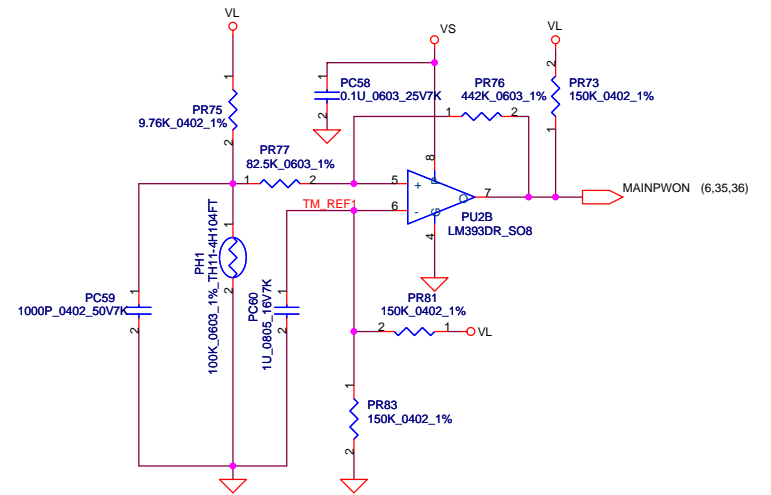 VL
VS
VL
1
PR75
9.76K_0402_1%
2
1
PC58
0.1U_0603_25V7K
2
PR76
442K_0603_1%
1
2
2
PR73
150K_0402_1%
1
PR77
82.5K_0603_1%
1
2
8
5
+
P
7
O
6
-
G
4
PU2B
LM393DR_SO8
MAINPWON (6,35,36)
TM_REF1
1
PH1
100K_0603_1%_TH11-4H104FT
2
1
PC59
1000P_0402_50V7K
2
1
PC60
1U_0805_16V7K
2
PR81
150K_0402_1%
2
1
VL
1
PR83
150K_0402_1%
2